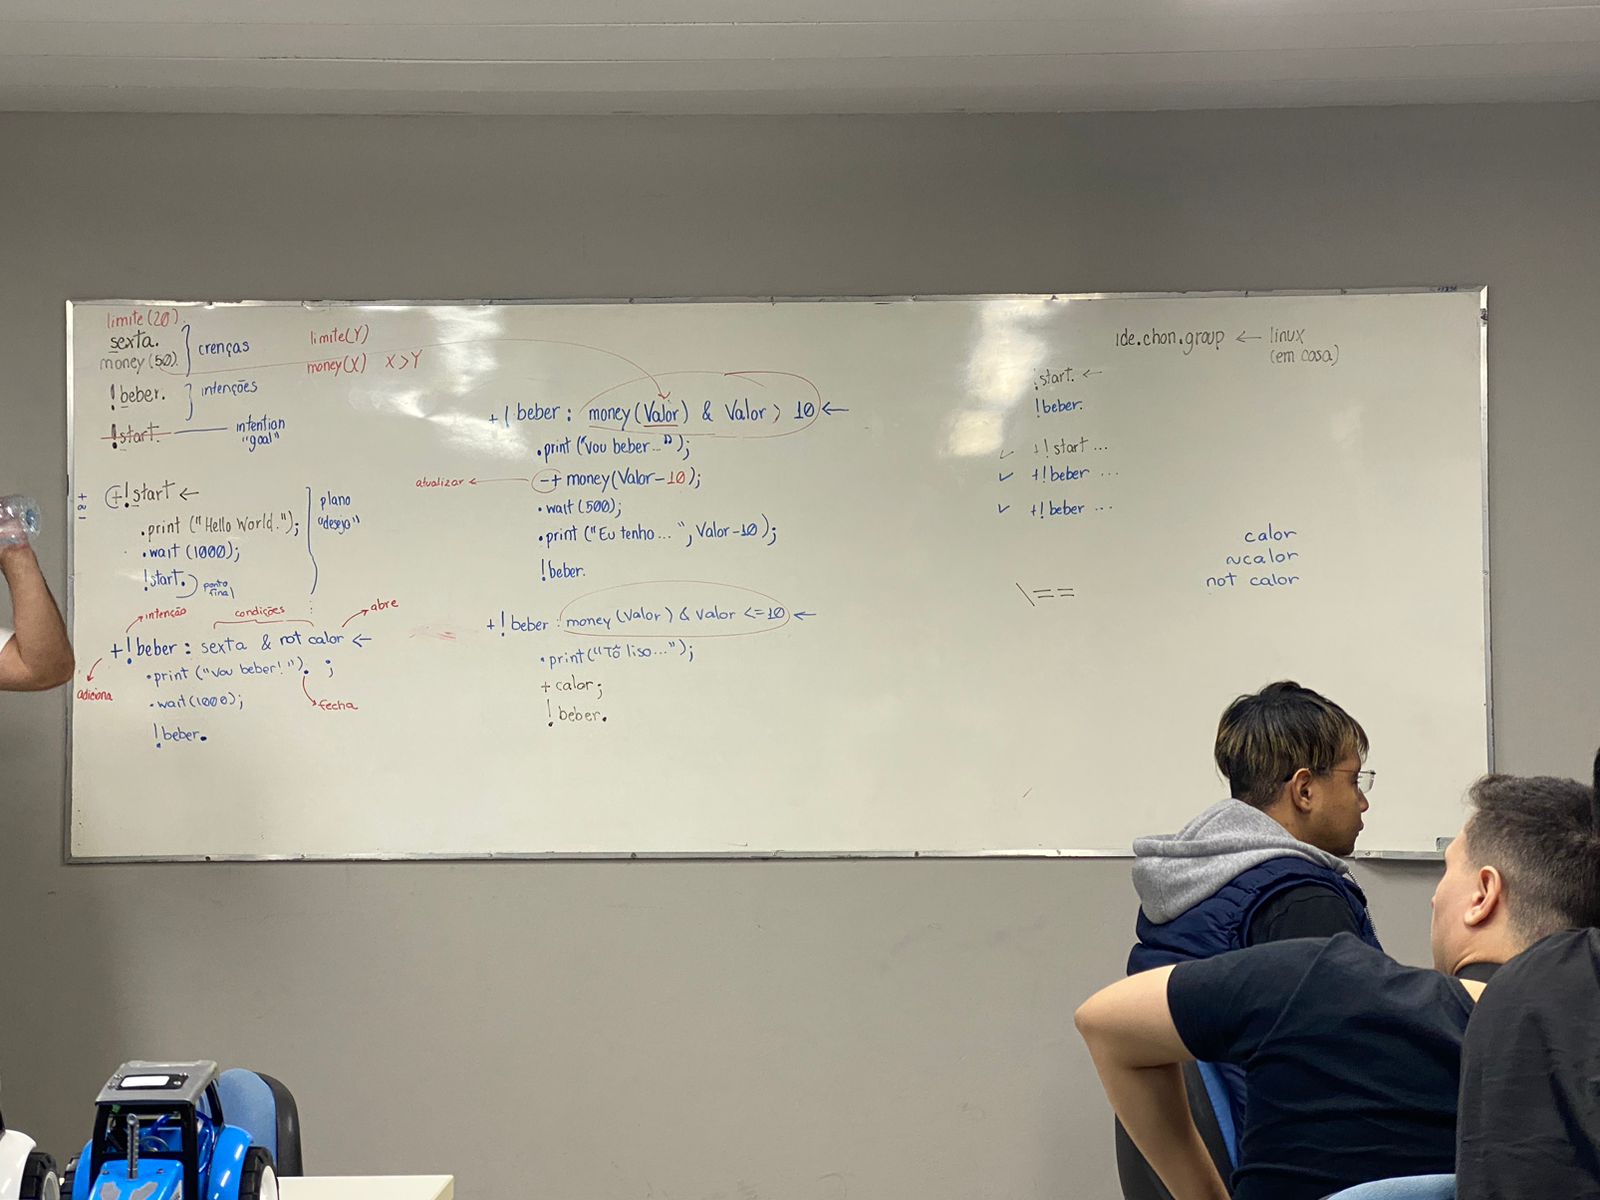 limite(20).
sexta.
money(50).
crenças
limite(Y)
money(X) X>Y
!beber.
intenções
!start.
intention
"goal"
+!start ←
.print ("Hello World.");
.wait (1000);
!start.
ponto
final
plano
"desejo"
intenção
condições
abre
+!beber : sexta & not calor ←
.print ("Vou beber!"). ;
adiciona
.wait(1000);
fecha
!beber.
+!beber : money(Valor) & Valor > 10 ←
.print ("Vou beber...");
atualizar ← -+ money(Valor-10);
.wait (500);
.print ("Eu tenho... ", Valor-10);
!beber.
+!beber : money(Valor) & Valor <=10 ←
.print("Tô liso...");
+ calor;
!beber.
ide.chon.group ← linux
(em casa)
!start. ←
!beber.
✓ +!start ...
✓ +!beber ...
✓ +!beber ...
calor
~calor
not calor
\==